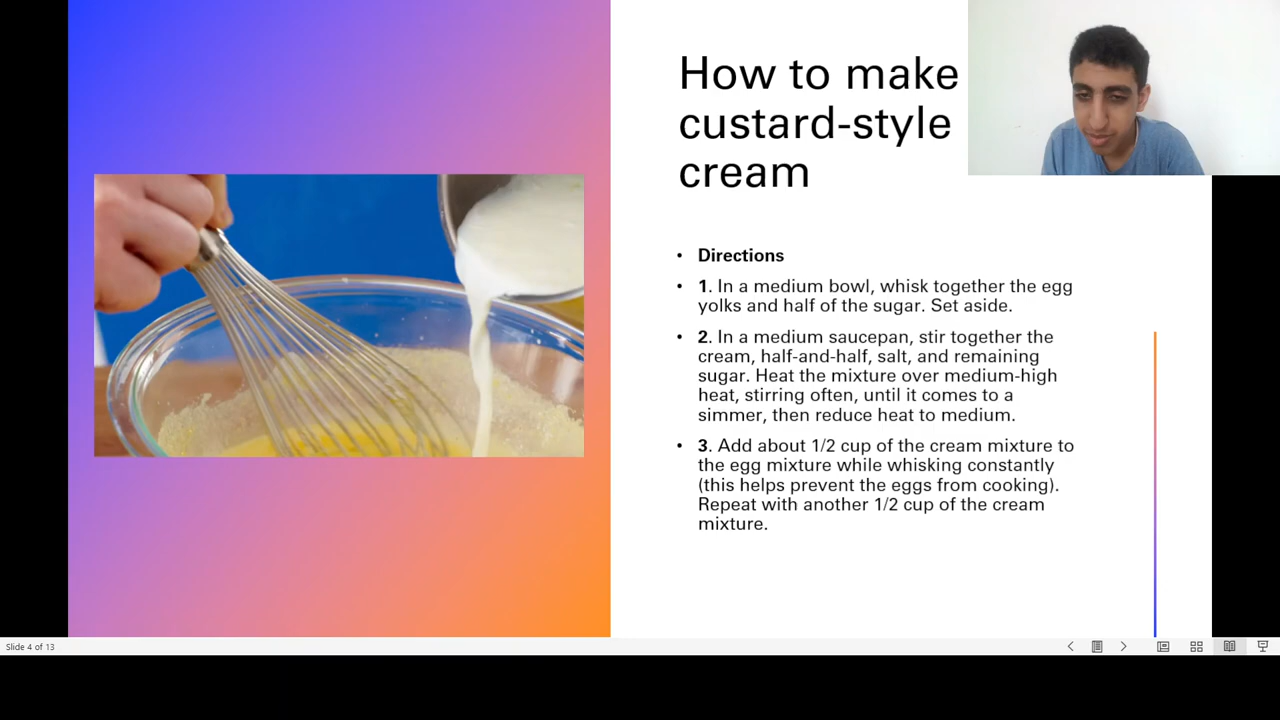 How to make
custard-style
cream
• Directions
• 1. In a medium bowl, whisk together the egg
yolks and half of the sugar. Set aside.
• 2. In a medium saucepan, stir together the
cream, half-and-half, salt, and remaining
sugar. Heat the mixture over medium-high
heat, stirring often, until it comes to a
simmer, then reduce heat to medium.
• 3. Add about 1/2 cup of the cream mixture to
the egg mixture while whisking constantly
(this helps prevent the eggs from cooking).
Repeat with another 1/2 cup of the cream
mixture.
Slide 4 of 13